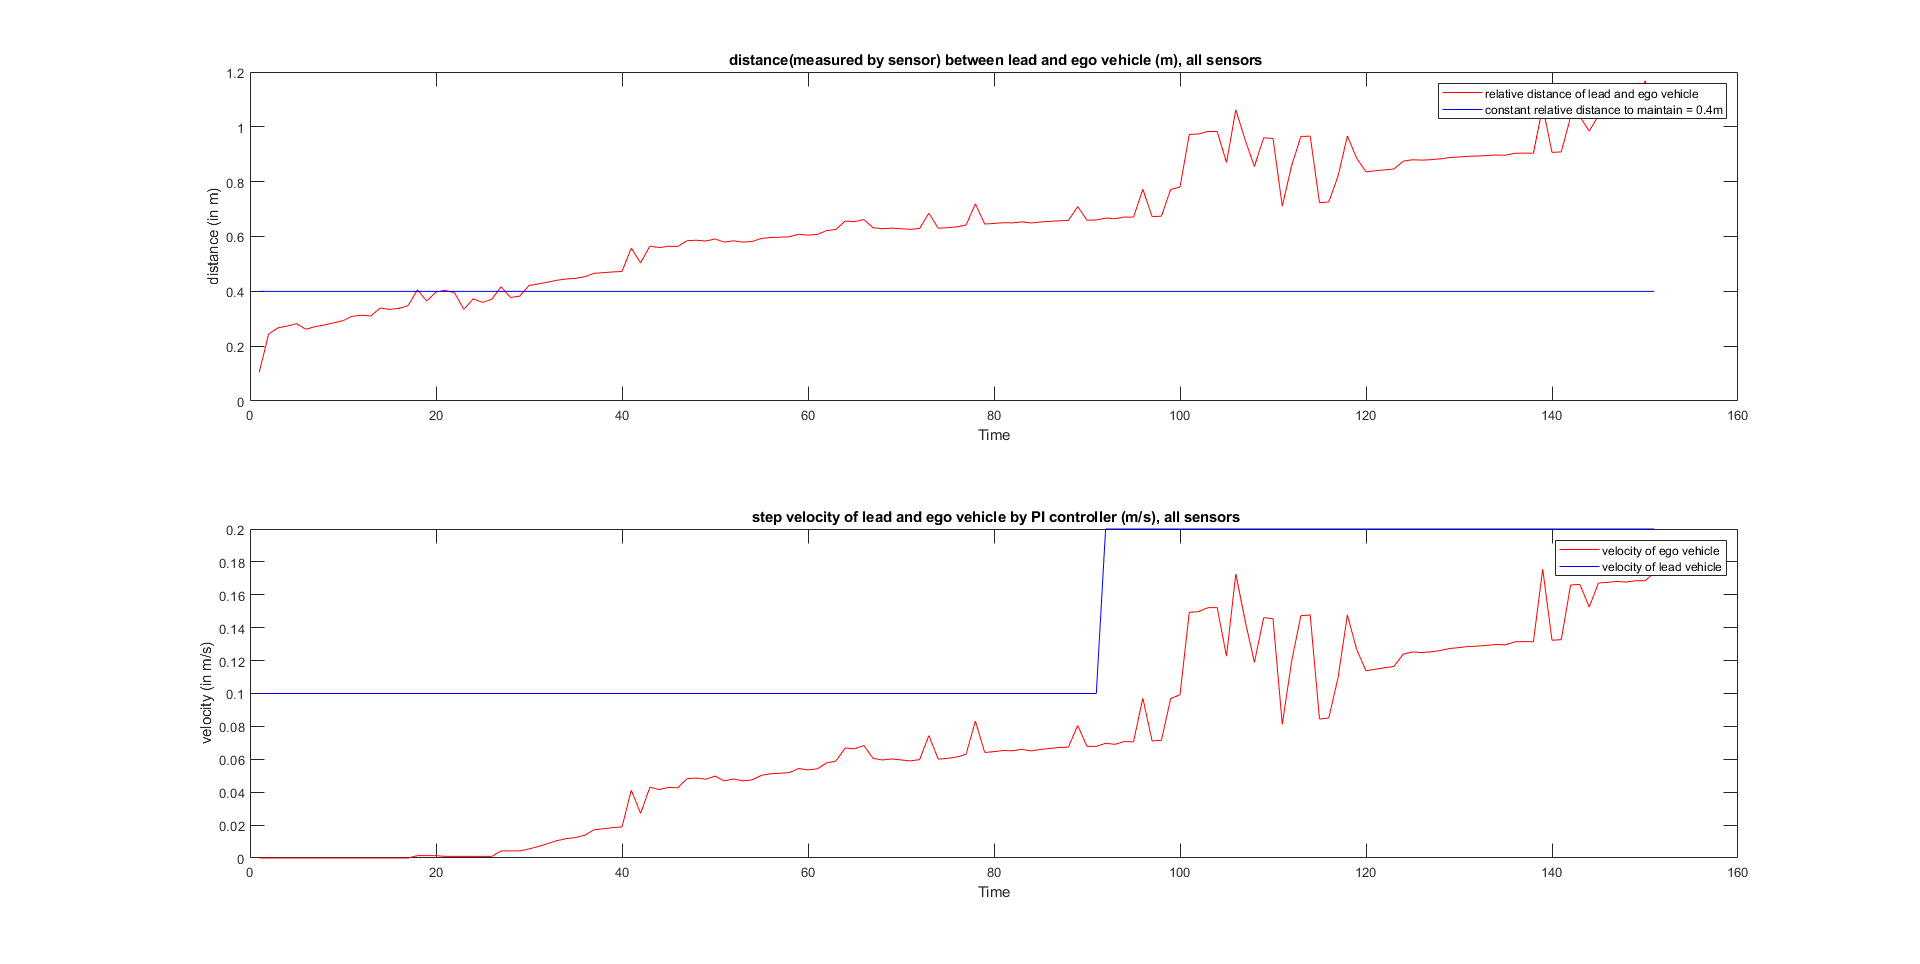 distance(measured by sensor) between lead and ego vehicle (m), all sensors
1.2
1
0.8
0.6
0.4
0.2
0
distance (in m)
relative distance of lead and ego vehicle
constant relative distance to maintain = 0.4m
0 20 40 60 80 100 120 140 160
Time
step velocity of lead and ego vehicle by PI controller (m/s), all sensors
0.2
0.18
0.16
0.14
0.12
0.1
0.08
0.06
0.04
0.02
0
velocity (in m/s)
velocity of ego vehicle
velocity of lead vehicle
0 20 40 60 80 100 120 140 160
Time